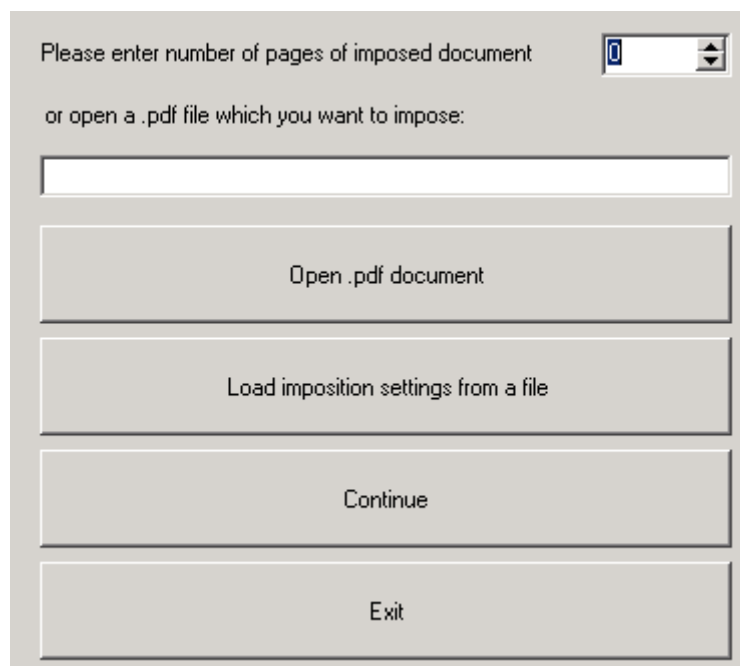 Please enter number of pages of imposed document 0
or open a .pdf file which you want to impose:
Open .pdf document
Load imposition settings from a file
Continue
Exit